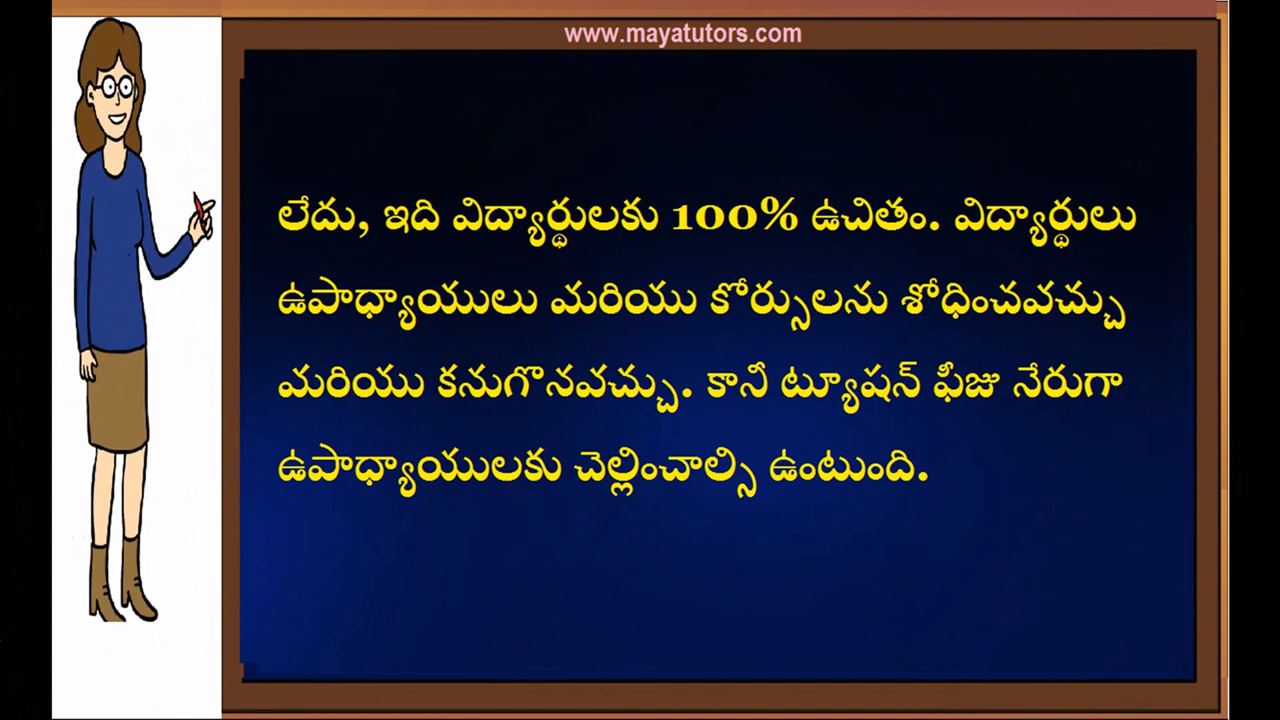 www.mayatutors.com
లేదు, ఇది విద్యార్థులకు 100% ఉచితం. విద్యార్థులు
ఉపాధ్యాయులు మరియు కోర్సులను శోధించవచ్చు
మరియు కనుగొనవచ్చు. కానీ ట్యూషన్ ఫీజు నేరుగా
ఉపాధ్యాయులకు చెల్లించాల్సి ఉంటుంది.